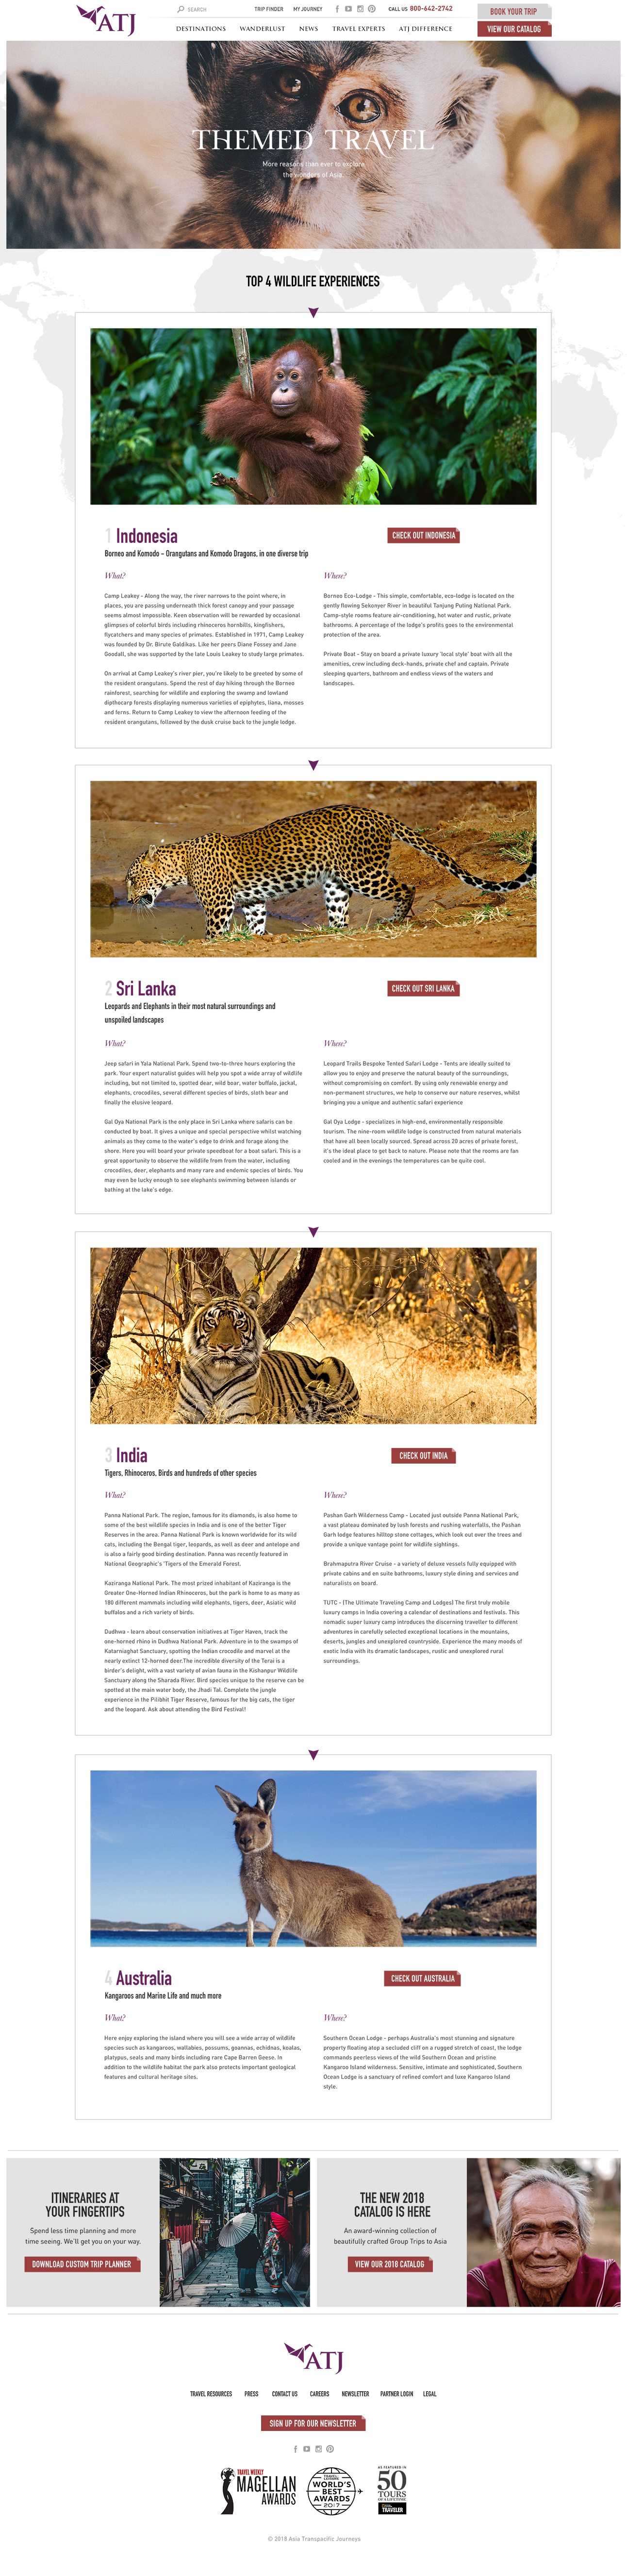 ATJ
SEARCH
TRIP FINDER MY JOURNEY
CALL US 800-642-2742
BOOK YOUR TRIP
DESTINATIONS WANDERLUST NEWS TRAVEL EXPERTS ATJ DIFFERENCE
VIEW OUR CATALOG
THEMED TRAVEL
More reasons than ever to explore
the wonders of Asia.
TOP 4 WILDLIFE EXPERIENCES
1 Indonesia
CHECK OUT INDONESIA
Borneo and Komodo - Orangutans and Komodo Dragons, in one diverse trip
What?
Camp Leakey - Along the way, the river narrows to the point where, in
places, you are passing underneath thick forest canopy and your passage
seems almost impossible. Keen observation will be rewarded by occasional
glimpses of colorful birds including rhinoceros hornbills, kingfishers,
flycatchers and many species of primates. Established in 1971, Camp Leakey
was founded by Dr. Birute Galdikas. Like her peers Diane Fossey and Jane
Goodall, she was supported by the late Louis Leakey to study large primates.
On arrival at Camp Leakey's river pier, you're likely to be greeted by some of
the resident orangutans. Spend the rest of day hiking through the Borneo
rainforest, searching for wildlife and exploring the swamp and lowland
dipthocarp forests displaying numerous varieties of epiphytes, liana, mosses
and ferns. Return to Camp Leakey to view the afternoon feeding of the
resident orangutans, followed by the dusk cruise back to the jungle lodge.
Where?
Borneo Eco-Lodge - This simple, comfortable, eco-lodge is located on the
gently flowing Sekonyer River in beautiful Tanjung Puting National Park.
Camp-style rooms feature air-conditioning, hot water and rustic, private
bathrooms. A percentage of the lodge's profits goes to the environmental
protection of the area.
Private Boat - Stay on board a private luxury 'local style' boat with all the
amenities, crew including deck-hands, private chef and captain. Private
sleeping quarters, bathroom and endless views of the waters and
landscapes.
2 Sri Lanka
CHECK OUT SRI LANKA
Leopards and Elephants in their most natural surroundings and
unspoiled landscapes
What?
Jeep safari in Yala National Park. Spend two-to-three hours exploring the
park. Your expert naturalist guides will help you spot a wide array of wildlife
including, but not limited to, spotted deer, wild boar, water buffalo, jackal,
elephants, crocodiles, several different species of birds, sloth bear and
finally the elusive leopard.
Gal Oya National Park is the only place in Sri Lanka where safaris can be
conducted by boat. It gives a unique and special perspective whilst watching
animals as they come to the water's edge to drink and forage along the
shore. Here you will board your private speedboat for a boat safari. This is a
great opportunity to observe the wildlife from from the water, including
crocodiles, deer, elephants and many rare and endemic species of birds. You
may even be lucky enough to see elephants swimming between islands or
bathing at the lake's edge.
Where?
Leopard Trails Bespoke Tented Safari Lodge - Tents are ideally suited to
allow you to enjoy and preserve the natural beauty of the surroundings,
without compromising on comfort. By using only renewable energy and
non-permanent structures, we help to conserve our nature reserves, whilst
bringing you a unique and authentic safari experience
Gal Oya Lodge - specializes in high-end, environmentally responsible
tourism. The nine-room wildlife lodge is constructed from natural materials
that have all been locally sourced. Spread across 20 acres of private forest,
it's the ideal place to get back to nature. Please note that the rooms are fan
cooled and in the evenings the temperatures can be quite cool.
3 India
CHECK OUT INDIA
Tigers, Rhinoceros, Birds and hundreds of other species
What?
Panna National Park. The region, famous for its diamonds, is also home to
some of the best wildlife species in India and is one of the better Tiger
Reserves in the area. Panna National Park is known worldwide for its wild
cats, including the Bengal tiger, leopards, as well as deer and antelope and
is also a fairly good birding destination. Panna was recently featured in
National Geographic's 'Tigers of the Emerald Forest.
Kaziranga National Park. The most prized inhabitant of Kaziranga is the
Greater One-Horned Indian Rhinoceros, but the park is home to as many as
180 different mammals including wild elephants, tigers, deer, Asiatic wild
buffalos and a rich variety of birds.
Dudhwa - learn about conservation initiatives at Tiger Haven, track the
one-horned rhino in Dudhwa National Park. Adventure in to the swamps of
Katarniaghat Sanctuary, spotting the Indian crocodile and marvel at the
nearly extinct 12-horned deer.The incredible diversity of the Terai is a
birder's delight, with a vast variety of avian fauna in the Kishanpur Wildlife
Sanctuary along the Sharada River. Bird species unique to the reserve can be
spotted at the main water body, the Jhadi Tal. Complete the jungle
experience in the Pilibhit Tiger Reserve, famous for the big cats, the tiger
and the leopard. Ask about attending the Bird Festival!
Where?
Pashan Garh Wilderness Camp - Located just outside Panna National Park,
a vast plateau dominated by lush forests and rushing waterfalls, the Pashan
Garh lodge features hilltop stone cottages, which look out over the trees and
provide a unique vantage point for wildlife sightings.
Brahmaputra River Cruise - a variety of deluxe vessels fully equipped with
private cabins and en suite bathrooms, luxury style dining and services and
naturalists on board.
TUTC - (The Ultimate Traveling Camp and Lodges) The first truly mobile
luxury camps in India covering a calendar of destinations and festivals. This
nomadic super luxury camp introduces the discerning traveller to different
adventures in carefully selected exceptional locations in the mountains,
deserts, jungles and unexplored countryside. Experience the many moods of
exotic India with its dramatic landscapes, rustic and unexplored rural
surroundings.
4 Australia
CHECK OUT AUSTRALIA
Kangaroos and Marine Life and much more
What?
Here enjoy exploring the island where you will see a wide array of wildlife
species such as kangaroos, wallabies, possums, goannas, echidnas, koalas,
platypus, seals and many birds including rare Cape Barren Geese. In
addition to the wildlife habitat the park also protects important geological
features and cultural heritage sites.
Where?
Southern Ocean Lodge - perhaps Australia's most stunning and signature
property floating atop a secluded cliff on a rugged stretch of coast, the lodge
commands peerless views of the wild Southern Ocean and pristine
Kangaroo Island wilderness. Sensitive, intimate and sophisticated, Southern
Ocean Lodge is a sanctuary of refined comfort and luxe Kangaroo Island
style.
ITINERARIES AT
YOUR FINGERTIPS
Spend less time planning and more
time seeing. We'll get you on your way.
DOWNLOAD CUSTOM TRIP PLANNER
THE NEW 2018
CATALOG IS HERE
An award-winning collection of
beautifully crafted Group Trips to Asia
VIEW OUR 2018 CATALOG
ATJ
TRAVEL RESOURCES PRESS CONTACT US CAREERS NEWSLETTER PARTNER LOGIN LEGAL
SIGN UP FOR OUR NEWSLETTER
TRAVEL WEEKLY
MAGELLAN
AWARDS
TRAVEL+
LEISURE
WORLD'S
BEST
AWARDS
2017
AS FEATURED IN
50
TOURS
OF A LIFETIME
TRAVELER
© 2018 Asia Transpacific Journeys